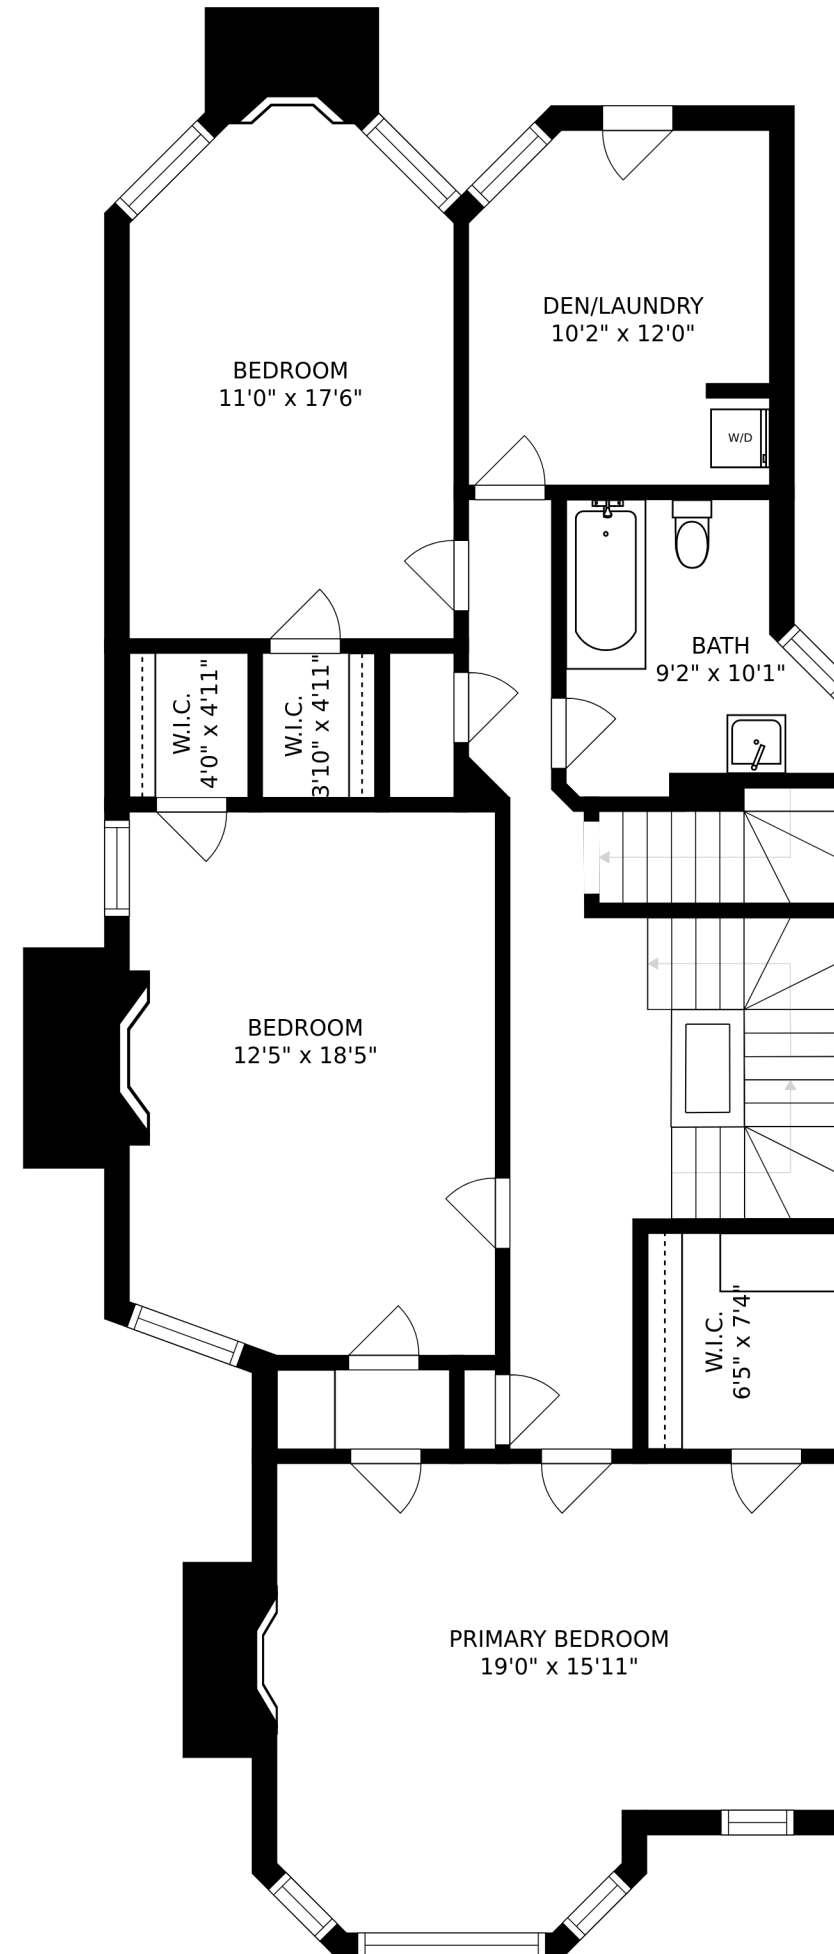 DEN/LAUNDRY
10'2" x 12'0"
BEDROOM
11'0" x 17'6"
W/D
BATH
9'2" x 10'1"
W.I.C.
4'0" x 4'11"
W.I.C.
3'10" x 4'11"
BEDROOM
12'5" x 18'5"
W.I.C.
6'5" x 7'4"
PRIMARY BEDROOM
19'0" x 15'11"